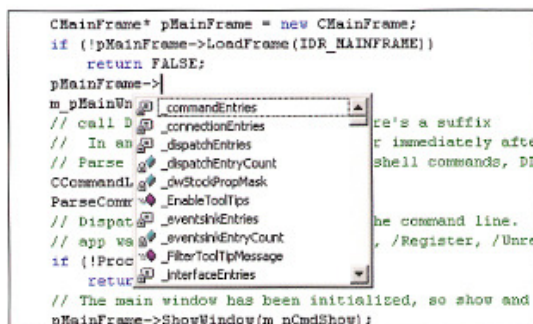 CMainFrame* pMainFrame = new CMainFrame;
if (!pMainFrame->LoadFrame(IDR_MAINFRAME))
return FALSE;
pMainFrame->
m_pMainWn
_commandEntries
// call D
re's a suffix
_connectionEntries
// In an
r immediately afte
_dispatchEntries
// Parse
shell commands, DD
_dispatchEntryCount
CCommandL
_dwStockPropMask
ParseComm
_EnableToolTips
// Dispat
he command line.
_eventsinkEntries
// app wa
, /Register, /Unre
_eventsinkEntryCount
if (!Proc
_FilterToolTipMessage
retur
_interfaceEntries
// The main window has been initialized, so show and
pMainFrame->ShowWindow(m_nCmdShow);